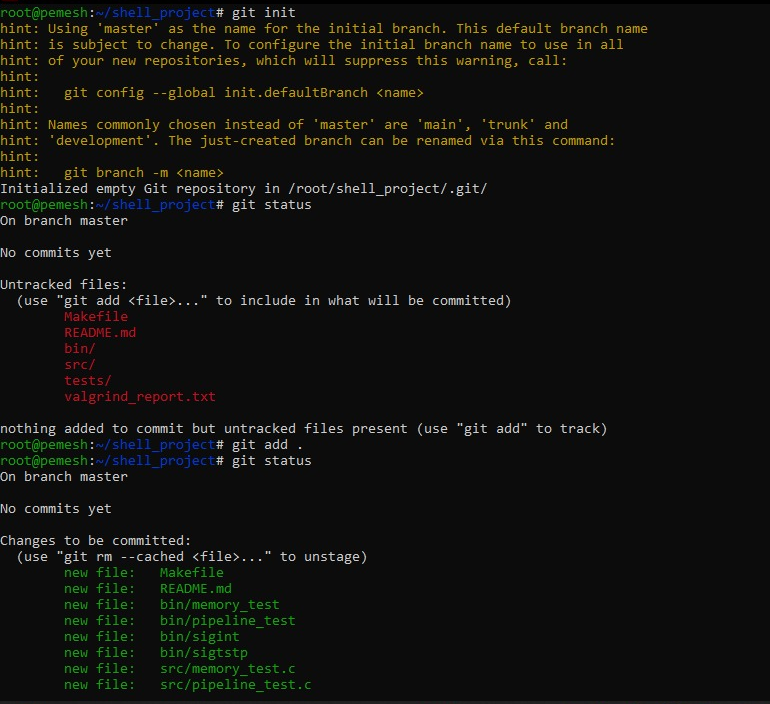 root@pemesh:~/shell_project# git init
hint: Using 'master' as the name for the initial branch. This default branch name
hint: is subject to change. To configure the initial branch name to use in all
hint: of your new repositories, which will suppress this warning, call:
hint:
hint:   git config --global init.defaultBranch <name>
hint:
hint: Names commonly chosen instead of 'master' are 'main', 'trunk' and
hint: 'development'. The just-created branch can be renamed via this command:
hint:
hint:   git branch -m <name>
Initialized empty Git repository in /root/shell_project/.git/
root@pemesh:~/shell_project# git status
On branch master

No commits yet

Untracked files:
  (use "git add <file>..." to include in what will be committed)
        Makefile
        README.md
        bin/
        src/
        tests/
        valgrind_report.txt

nothing added to commit but untracked files present (use "git add" to track)
root@pemesh:~/shell_project# git add .
root@pemesh:~/shell_project# git status
On branch master

No commits yet

Changes to be committed:
  (use "git rm --cached <file>..." to unstage)
        new file:   Makefile
        new file:   README.md
        new file:   bin/memory_test
        new file:   bin/pipeline_test
        new file:   bin/sigint
        new file:   bin/sigtstp
        new file:   src/memory_test.c
        new file:   src/pipeline_test.c